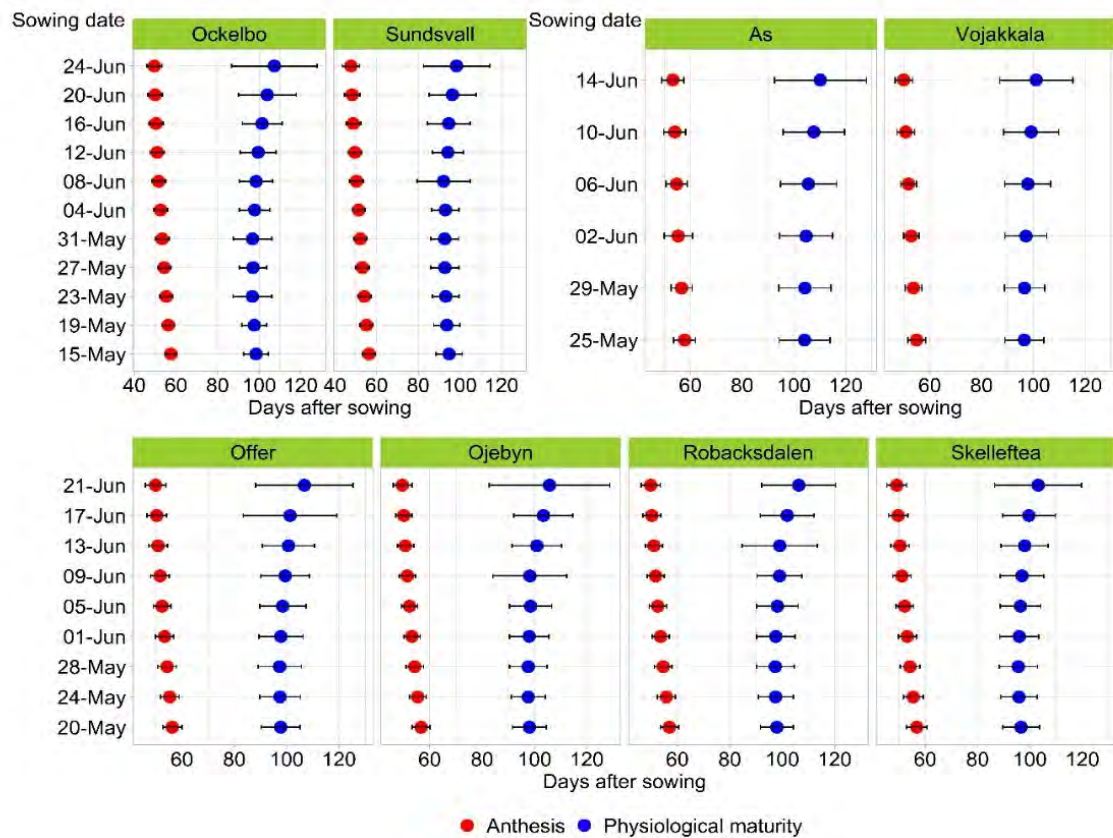 Sowing date
Ockelbo Sundsvall
24-Jun
20-Jun
16-Jun
12-Jun
08-Jun
04-Jun
31-May
27-May
23-May
19-May
15-May
40 60 80 100 120 40 60 80 100 120
Days after sowing
Sowing date
As Vojakkala
14-Jun
10-Jun
06-Jun
02-Jun
29-May
25-May
60 80 100 120 60 80 100 120
Days after sowing
Offer Ojebyn Robacksdalen Skelleftea
21-Jun
17-Jun
13-Jun
09-Jun
05-Jun
01-Jun
28-May
24-May
20-May
60 80 100 120 60 80 100 120 60 80 100 120 60 80 100 120
Days after sowing
Anthesis Physiological maturity